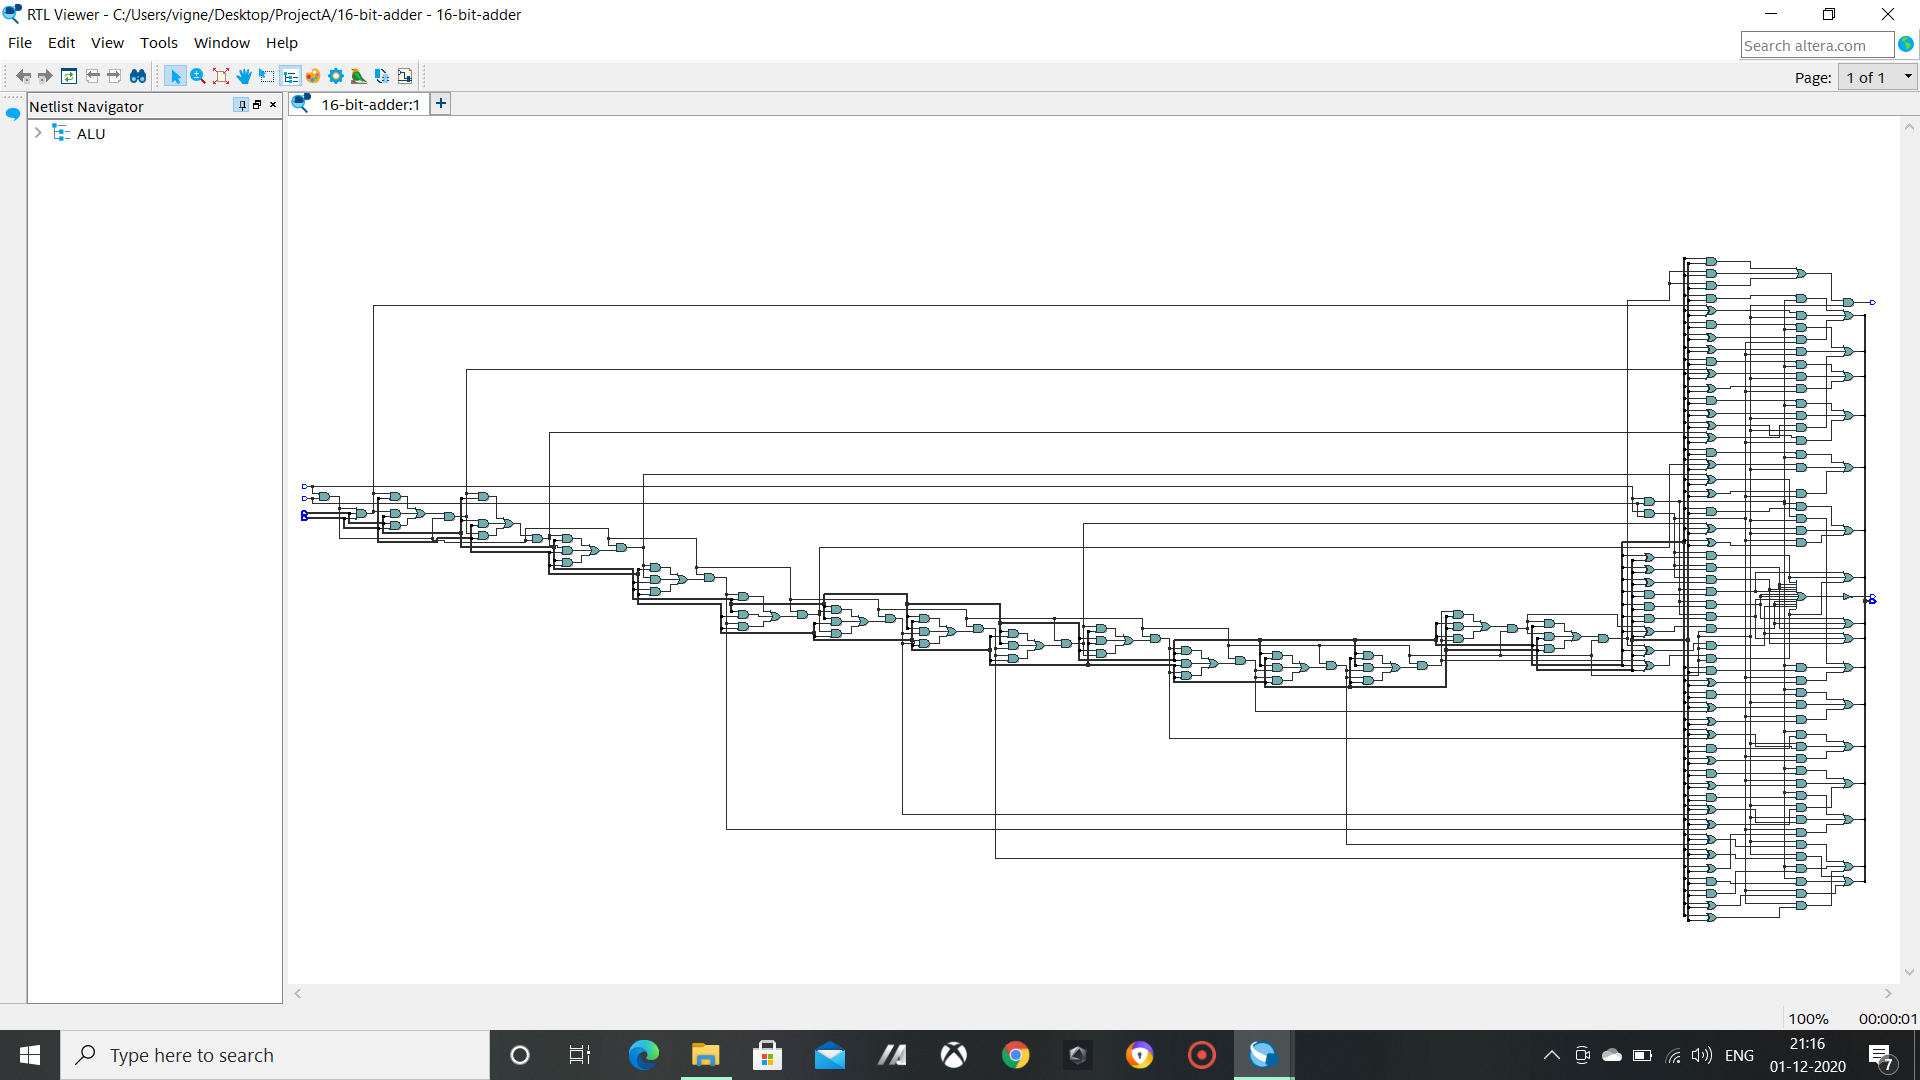 RTL Viewer - C:/Users/vigne/Desktop/ProjectA/16-bit-adder - 16-bit-adder
File Edit View Tools Window Help
Search altera.com
Page: 1 of 1
Netlist Navigator
16-bit-adder:1
ALU
100% 00:00:01
Type here to search
ENG
21:16
01-12-2020
7